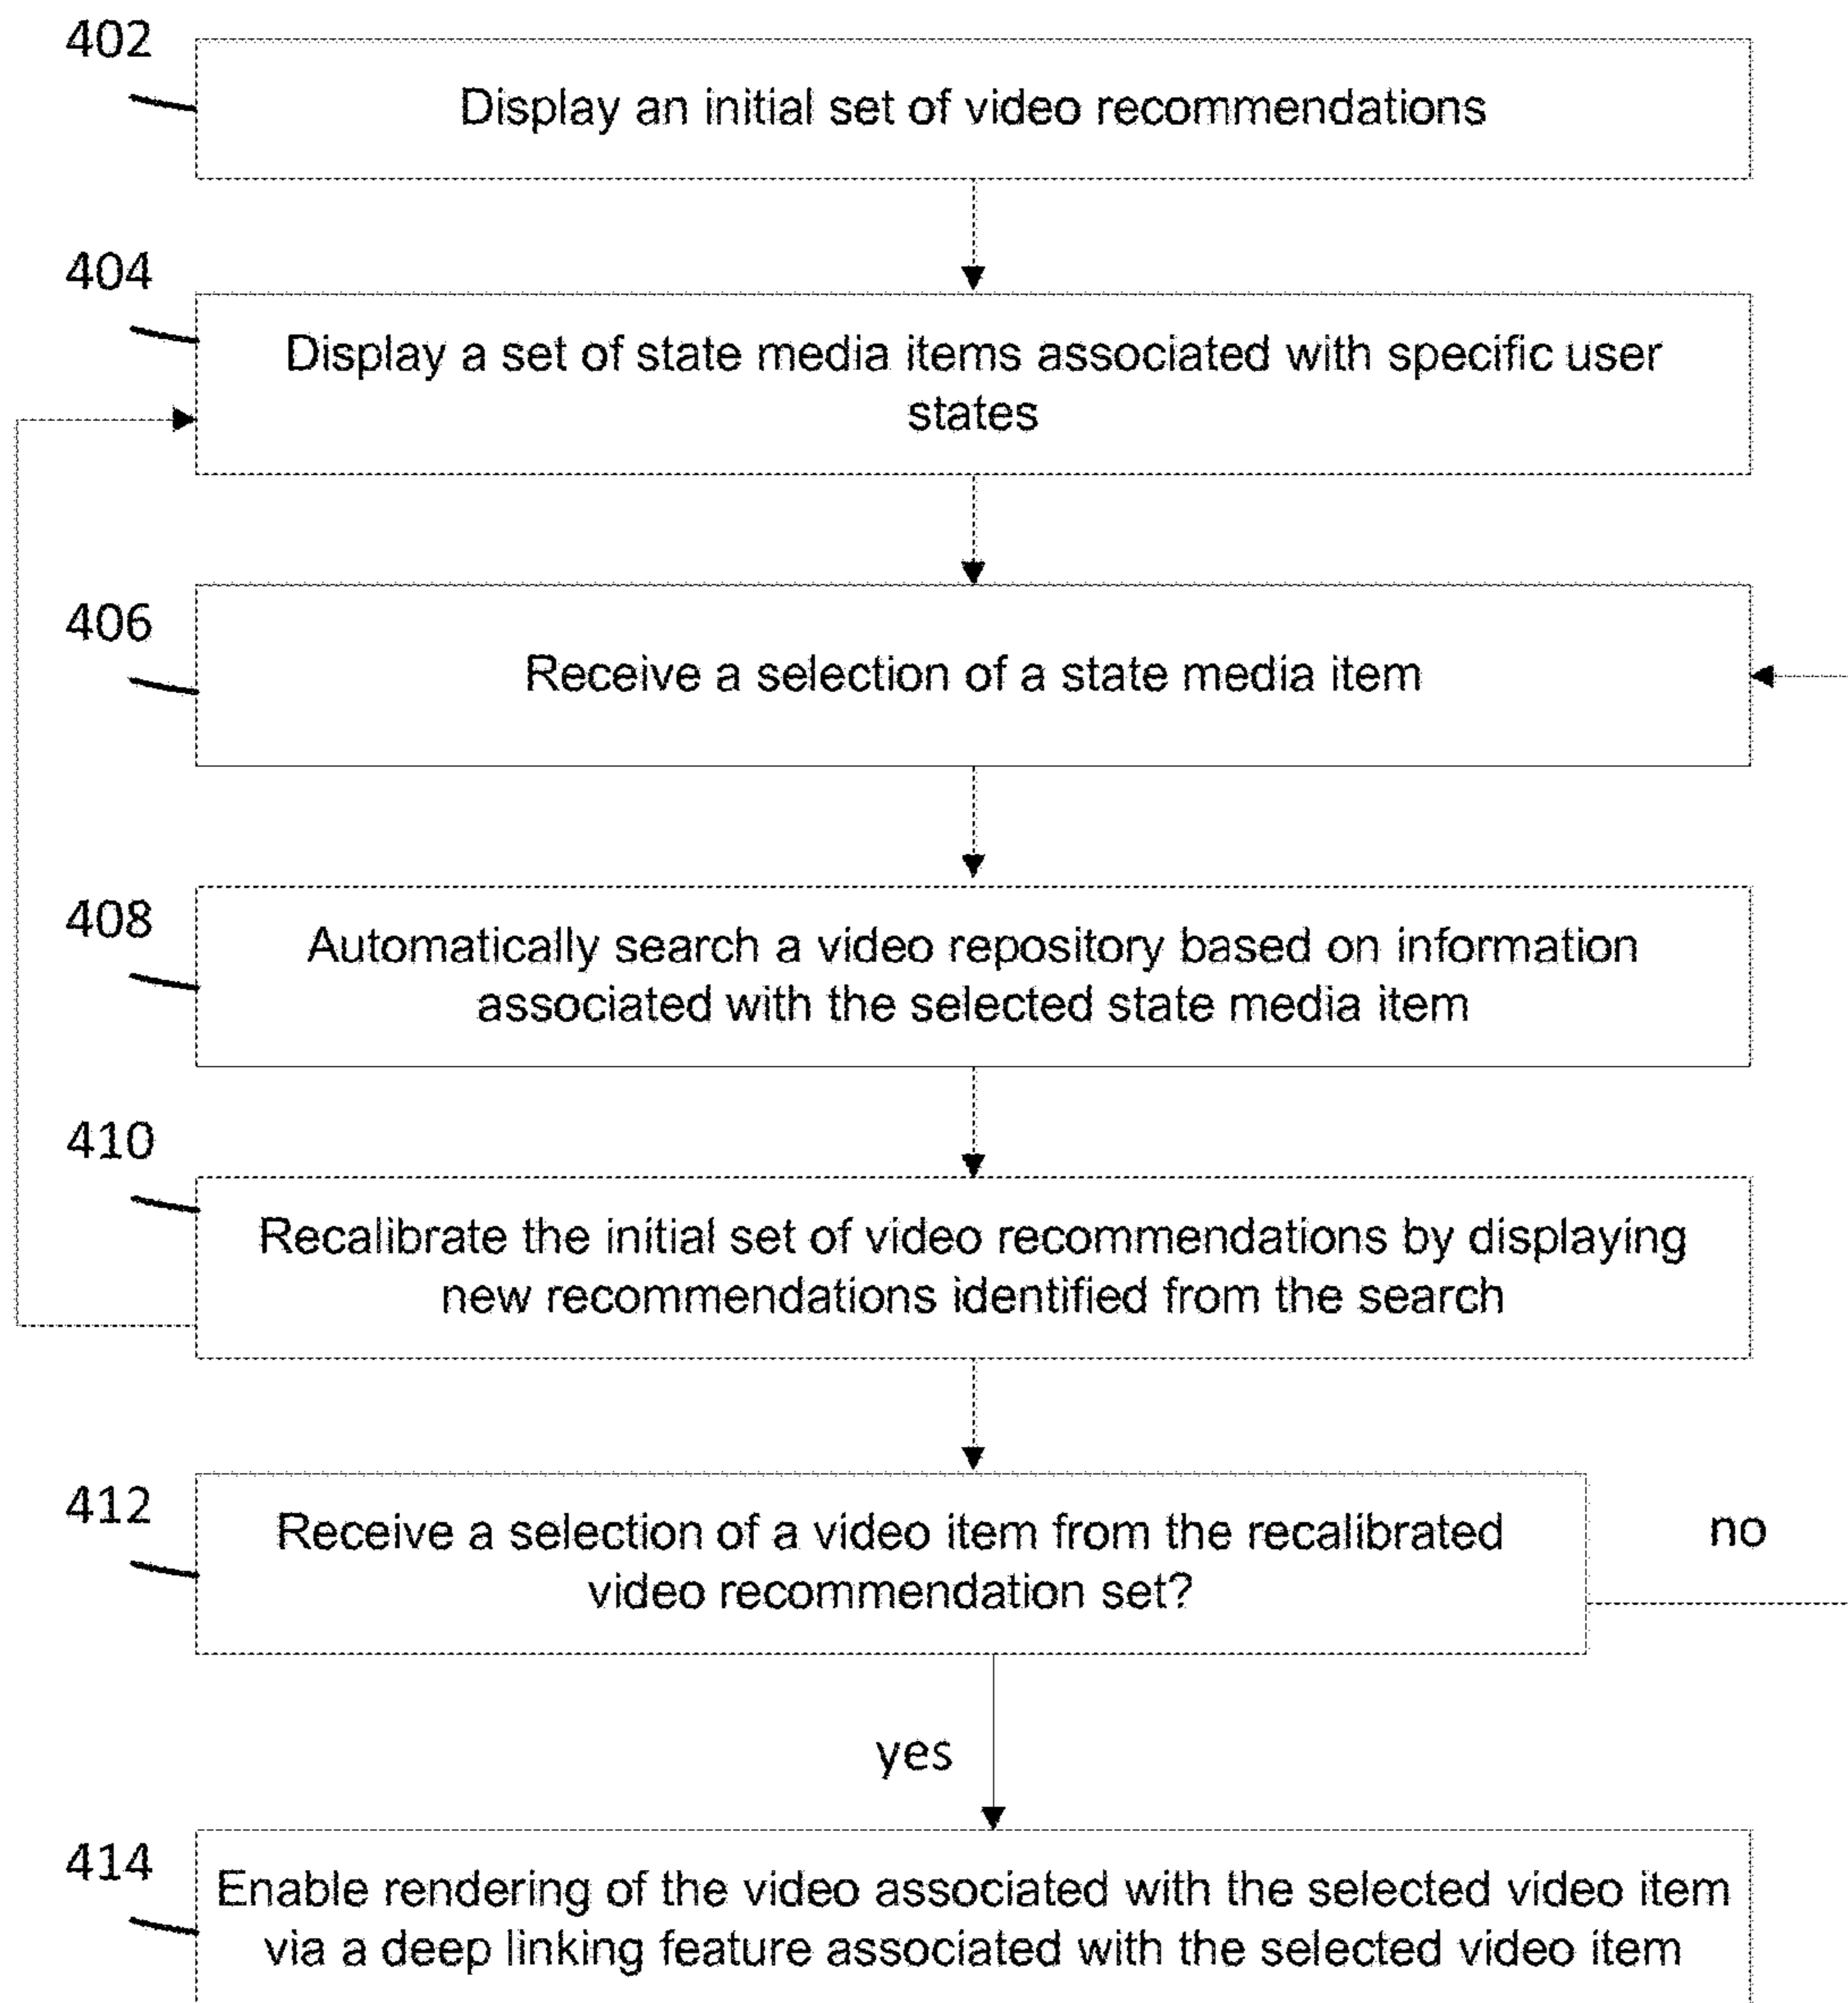 402
Display an initial set of video recommendations
404
Display a set of state media items associated with specific user
states
406
Receive a selection of a state media item
408
Automatically search a video repository based on information
associated with the selected state media item
410
Recalibrate the initial set of video recommendations by displaying
new recommendations identified from the search
412
Receive a selection of a video item from the recalibrated
video recommendation set?
no
yes
414
Enable rendering of the video associated with the selected video item
via a deep linking feature associated with the selected video item